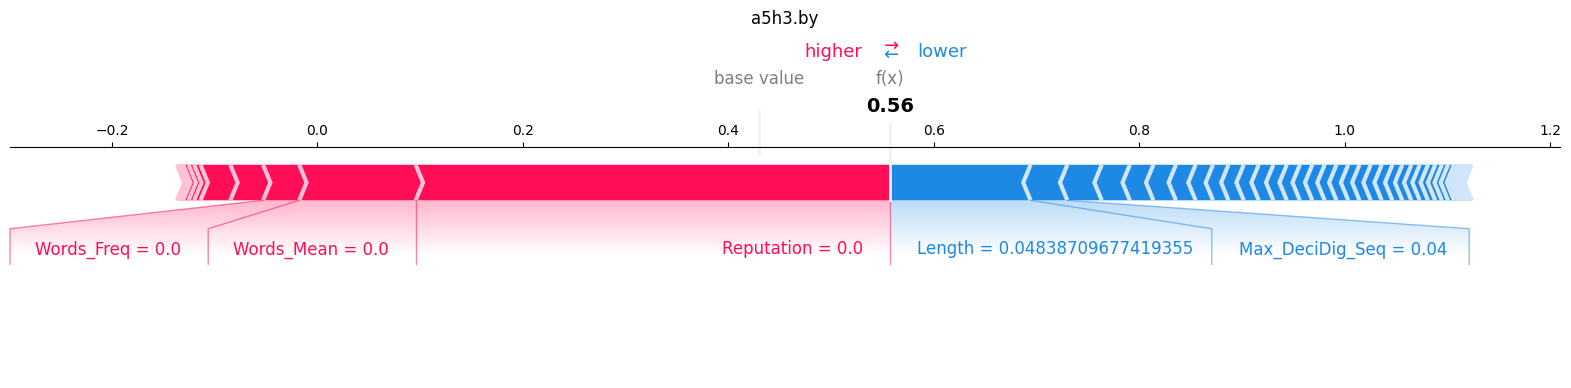 a5h3.by
higher ⇄ lower
base value f(x)
0.56
−0.2 0.0 0.2 0.4 0.6 0.8 1.0 1.2
Words_Freq = 0.0 Words_Mean = 0.0 Reputation = 0.0 Length = 0.04838709677419355 Max_DeciDig_Seq = 0.04